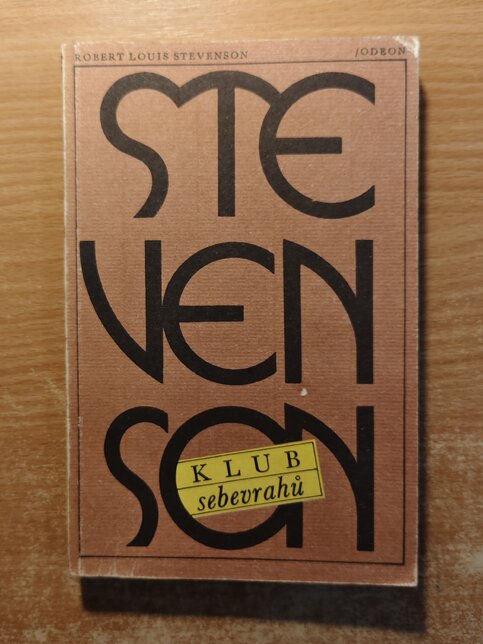 ROBERT LOUIS STEVENSON /ODEON
STE
VEN
SON
KLUB
sebevrahů